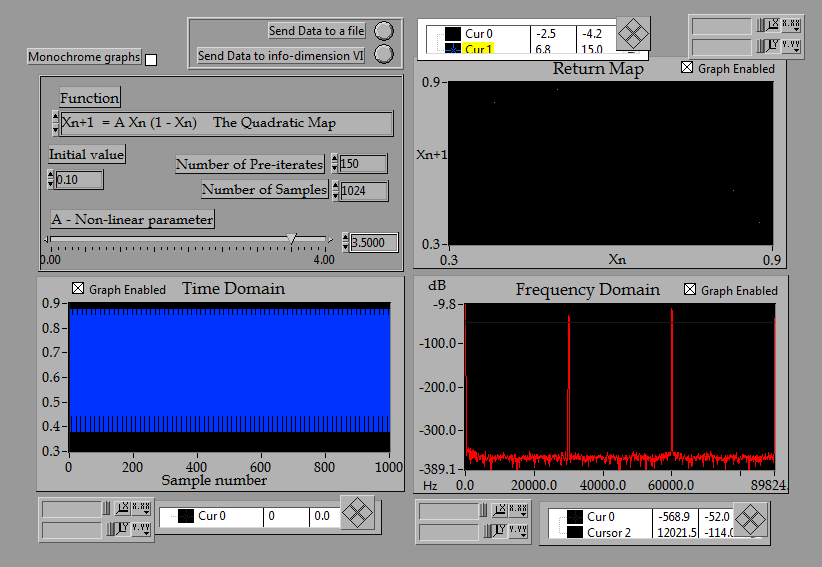 Monochrome graphs
Send Data to a file
Send Data to info-dimension VI
Function
Xn+1 = A Xn (1 - Xn) The Quadratic Map
Initial value
0.10
Number of Pre-iterates 150
Number of Samples 1024
A - Non-linear parameter
3.5000
0.00 4.00
Cur 0 -2.5 -4.2
Cur 1 6.8 15.0
X.XX
Y.YY
Return Map
Graph Enabled
0.9
Xn+1
0.3
0.3 Xn 0.9
Graph Enabled Time Domain
0.9
0.8
0.7
0.6
0.5
0.4
0.3
0 200 400 600 800 1000
Sample number
X.XX
Y.YY
Cur 0 0 0.0
dB Frequency Domain Graph Enabled
-9.8
-100.0
-200.0
-300.0
-389.1
Hz 0.0 20000.0 40000.0 60000.0 89824.
X.XX
Y.YY
Cur 0 -568.9 -52.0
Cursor 2 12021.5 -114.0